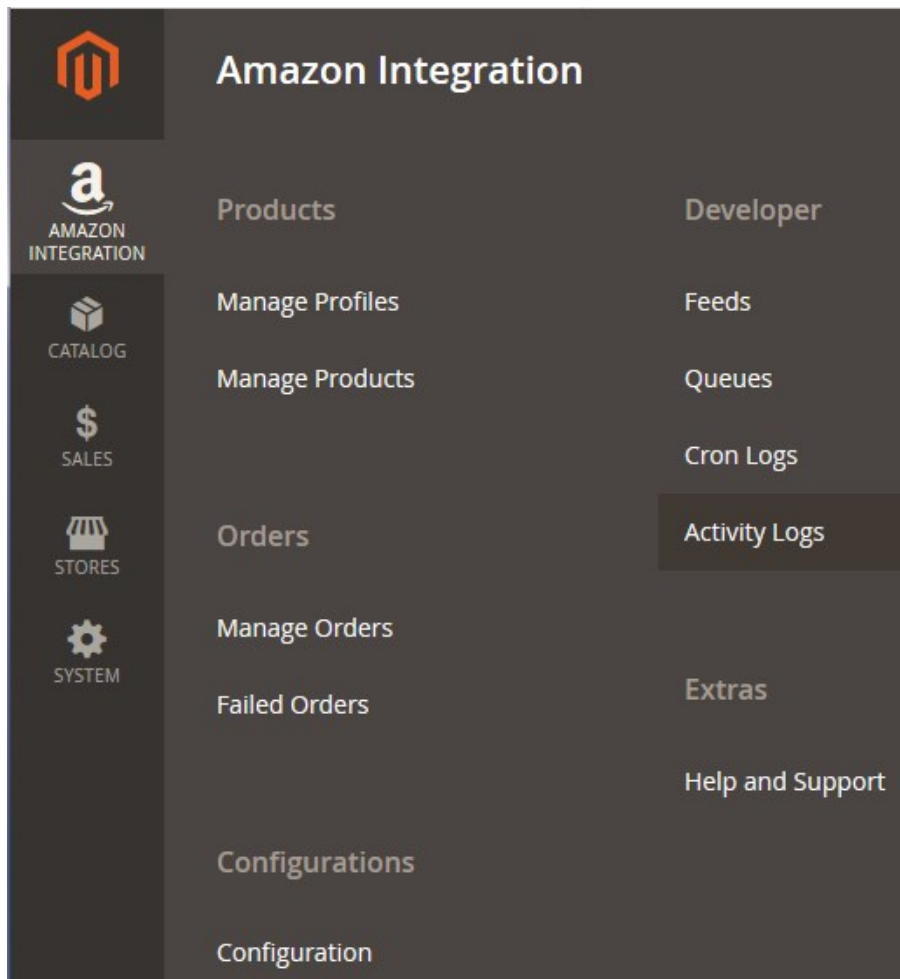 Amazon Integration
AMAZON
INTEGRATION
CATALOG
SALES
STORES
SYSTEM
Products
Manage Profiles
Manage Products
Orders
Manage Orders
Failed Orders
Configurations
Configuration
Developer
Feeds
Queues
Cron Logs
Activity Logs
Extras
Help and Support